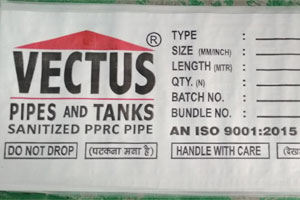 VECTUS®
PIPES AND TANKS
SANITIZED PPRC PIPE
DO NOT DROP (पटकना मना है)
TYPE :
SIZE (MM/INCH) :
LENGTH (MTR) :
QTY. (N) :
BATCH NO. :
BUNDLE NO. :
AN ISO 9001:2015
HANDLE WITH CARE